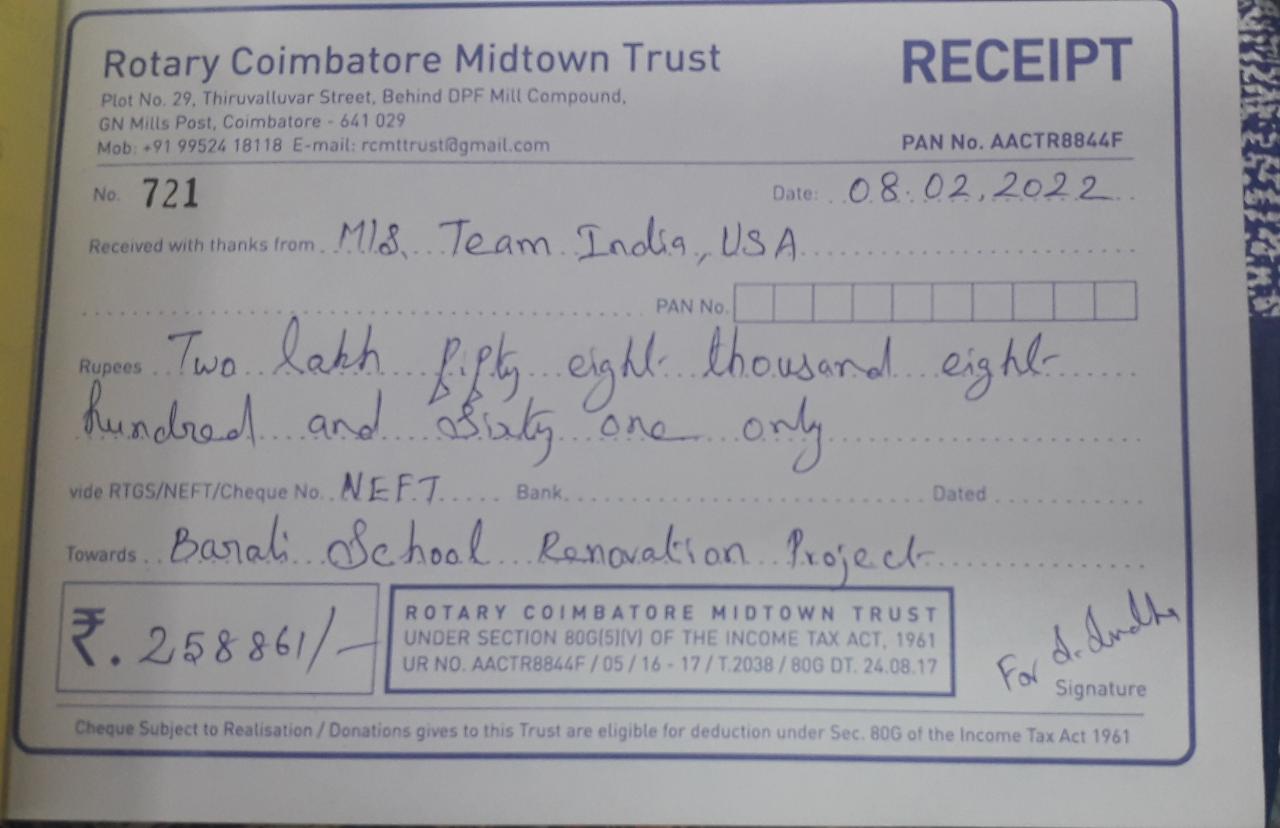 Rotary Coimbatore Midtown Trust
RECEIPT
Plot No. 29, Thiruvalluvar Street, Behind DPF Mill Compound,
GN Mills Post, Coimbatore - 641 029
Mob: +91 99524 18118 E-mail: rcmttrust@gmail.com
PAN No. AACTR8844F
No. 721 Date: 08.02.2022
Received with thanks from M/S. Team India, USA
PAN No.
Rupees Two lakh fifty eight thousand eight
hundred and Sixty one only
vide RTGS/NEFT/Cheque No. NEFT Bank Dated
Towards Barali School Renovation Project
₹. 258861/-
ROTARY COIMBATORE MIDTOWN TRUST
UNDER SECTION 80G(5)(V) OF THE INCOME TAX ACT, 1961
UR NO. AACTR8844F / 05 / 16 - 17 / T.2038 / 80G DT. 24.08.17
For
Signature
Cheque Subject to Realisation / Donations gives to this Trust are eligible for deduction under Sec. 80G of the Income Tax Act 1961